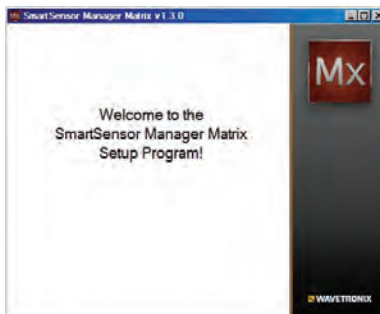 SmartSensor Manager Matrix v1.3.0
Mx
Welcome to the
SmartSensor Manager Matrix
Setup Program!
WAVETRONIX